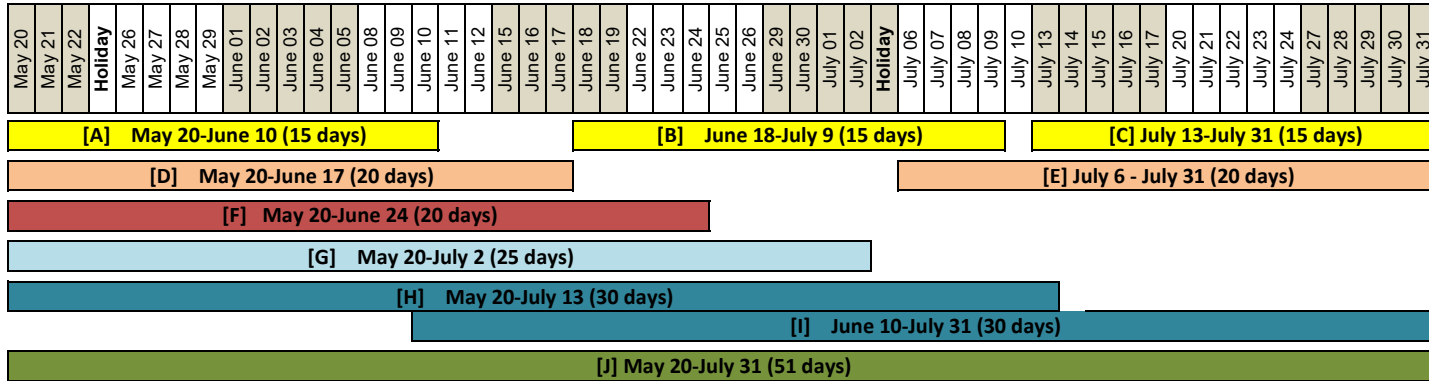 May 20
May 21
May 22
Holiday
May 26
May 27
May 28
May 29
June 01
June 02
June 03
June 04
June 05
June 08
June 09
June 10
June 11
June 12
June 15
June 16
June 17
June 18
June 19
June 22
June 23
June 24
June 25
June 26
June 29
June 30
July 01
July 02
Holiday
July 06
July 07
July 08
July 09
July 10
July 13
July 14
July 15
July 16
July 17
July 20
July 21
July 22
July 23
July 24
July 27
July 28
July 29
July 30
July 31
[A] May 20-June 10 (15 days)
[B] June 18-July 9 (15 days)
[C] July 13-July 31 (15 days)
[D] May 20-June 17 (20 days)
[E] July 6 - July 31 (20 days)
[F] May 20-June 24 (20 days)
[G] May 20-July 2 (25 days)
[H] May 20-July 13 (30 days)
[I] June 10-July 31 (30 days)
[J] May 20-July 31 (51 days)